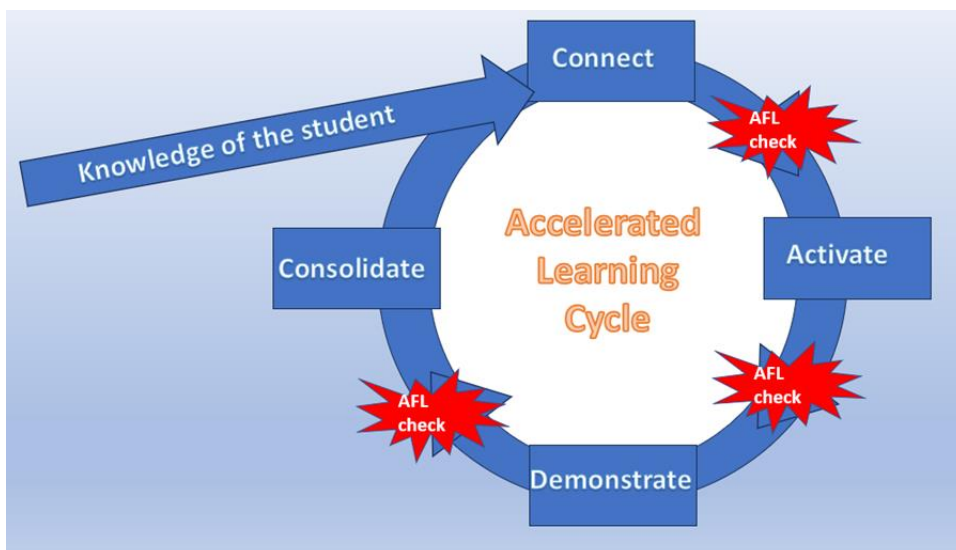 Connect
Knowledge of the student
AFL
check
Accelerated
Learning
Cycle
Consolidate
Activate
AFL
check
AFL
check
Demonstrate